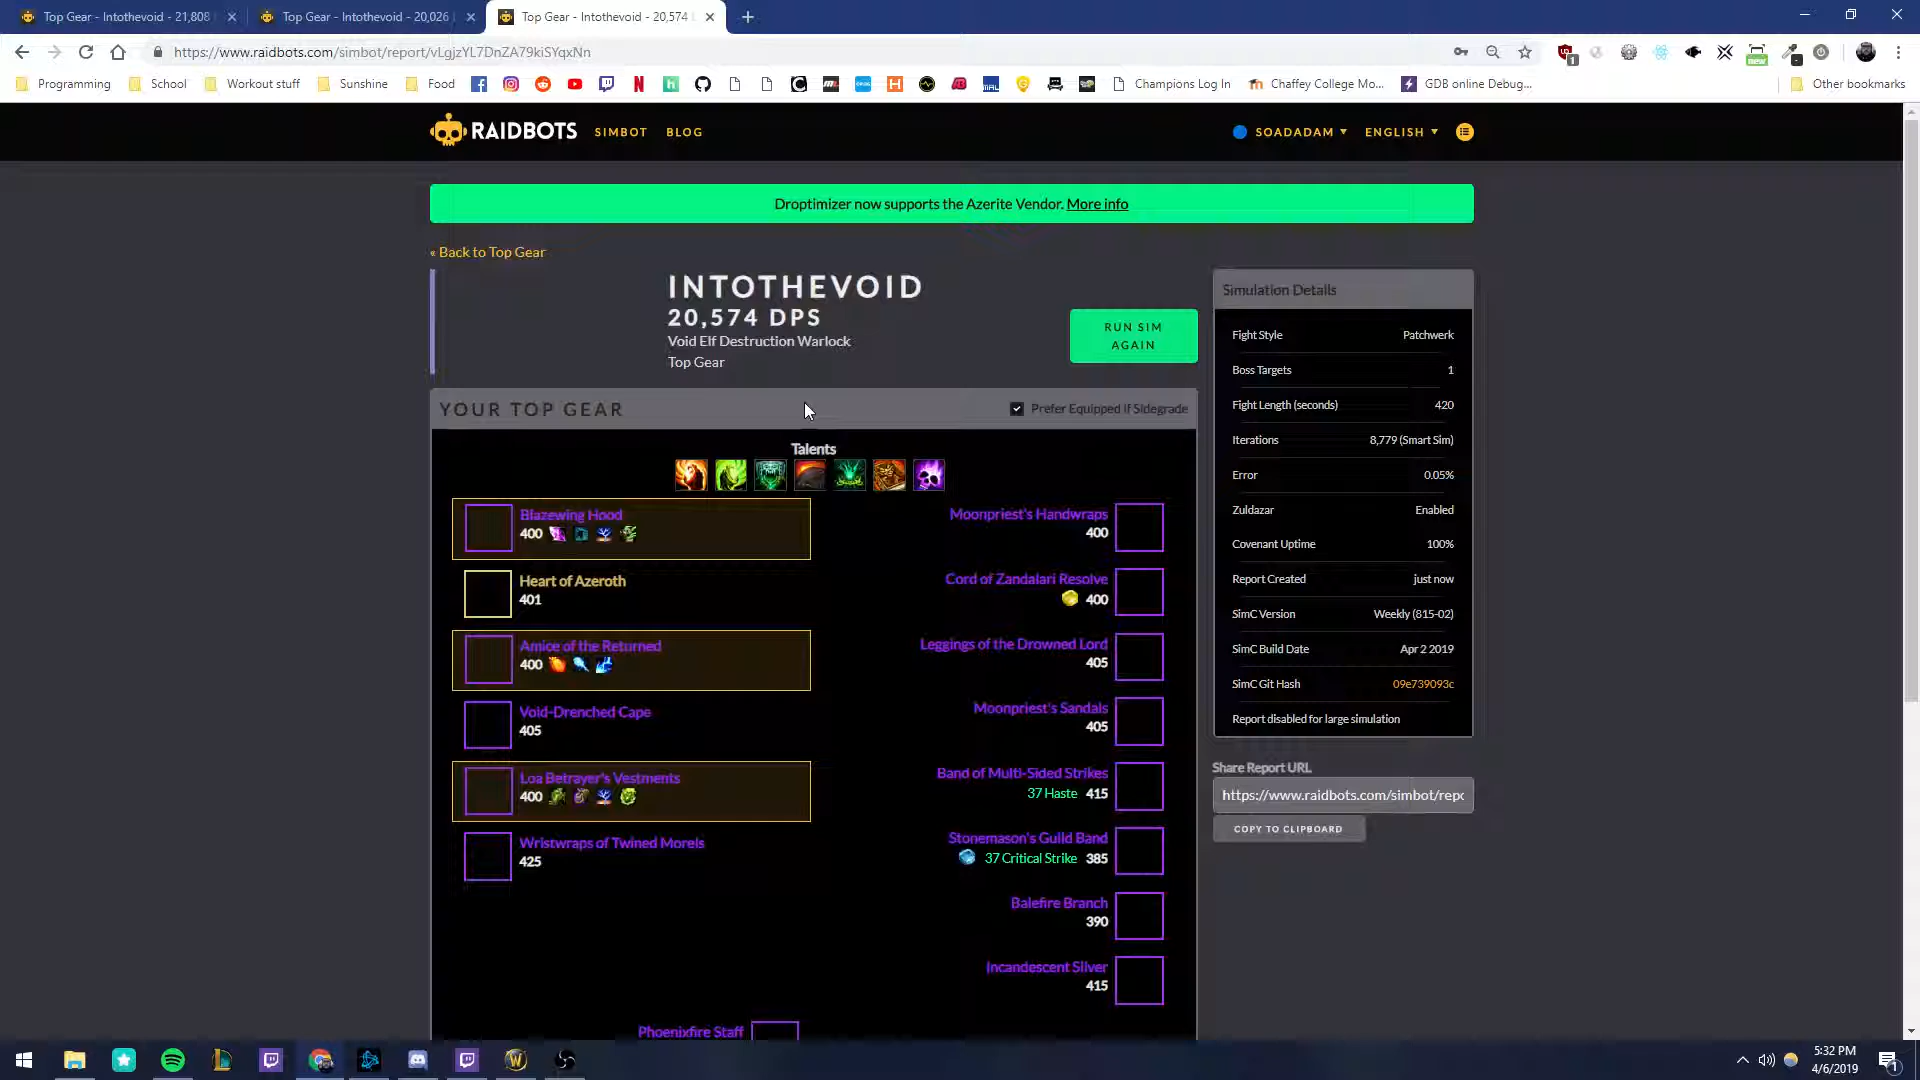 Top Gear - Intothevoid - 21,808
Top Gear - Intothevoid - 20,026
Top Gear - Intothevoid - 20,574
https://www.raidbots.com/simbot/report/vLgjzYL7DnZA79kiSYqxNn
Programming
School
Workout stuff
Sunshine
Food
Champions Log In
Chaffey College Mo...
GDB online Debug...
Other bookmarks
RAIDBOTS
SIMBOT
BLOG
SOADADAM
ENGLISH
Droptimizer now supports the Azerite Vendor. More info
« Back to Top Gear
INTOTHEVOID
20,574 DPS
Void Elf Destruction Warlock
Top Gear
RUN SIM
AGAIN
YOUR TOP GEAR
Prefer Equipped if Sidegrade
Talents
Blazewing Hood
400
Heart of Azeroth
401
Amice of the Returned
400
Void-Drenched Cape
405
Loa Betrayer's Vestments
400
Wristwraps of Twined Morels
425
Moonpriest's Handwraps
400
Cord of Zandalari Resolve
400
Leggings of the Drowned Lord
405
Moonpriest's Sandals
405
Band of Multi-Sided Strikes
37 Haste 415
Stonemason's Guild Band
37 Critical Strike 385
Balefire Branch
390
Incandescent Silver
415
Phoenixfire Staff
Simulation Details
Fight Style Patchwerk
Boss Targets 1
Fight Length (seconds) 420
Iterations 8,779 (Smart Sim)
Error 0.05%
Zuldazar Enabled
Covenant Uptime 100%
Report Created just now
SimC Version Weekly (815-02)
SimC Build Date Apr 2 2019
SimC Git Hash 09e739093c
Report disabled for large simulation
Share Report URL
https://www.raidbots.com/simbot/repo
COPY TO CLIPBOARD
5:32 PM
4/6/2019